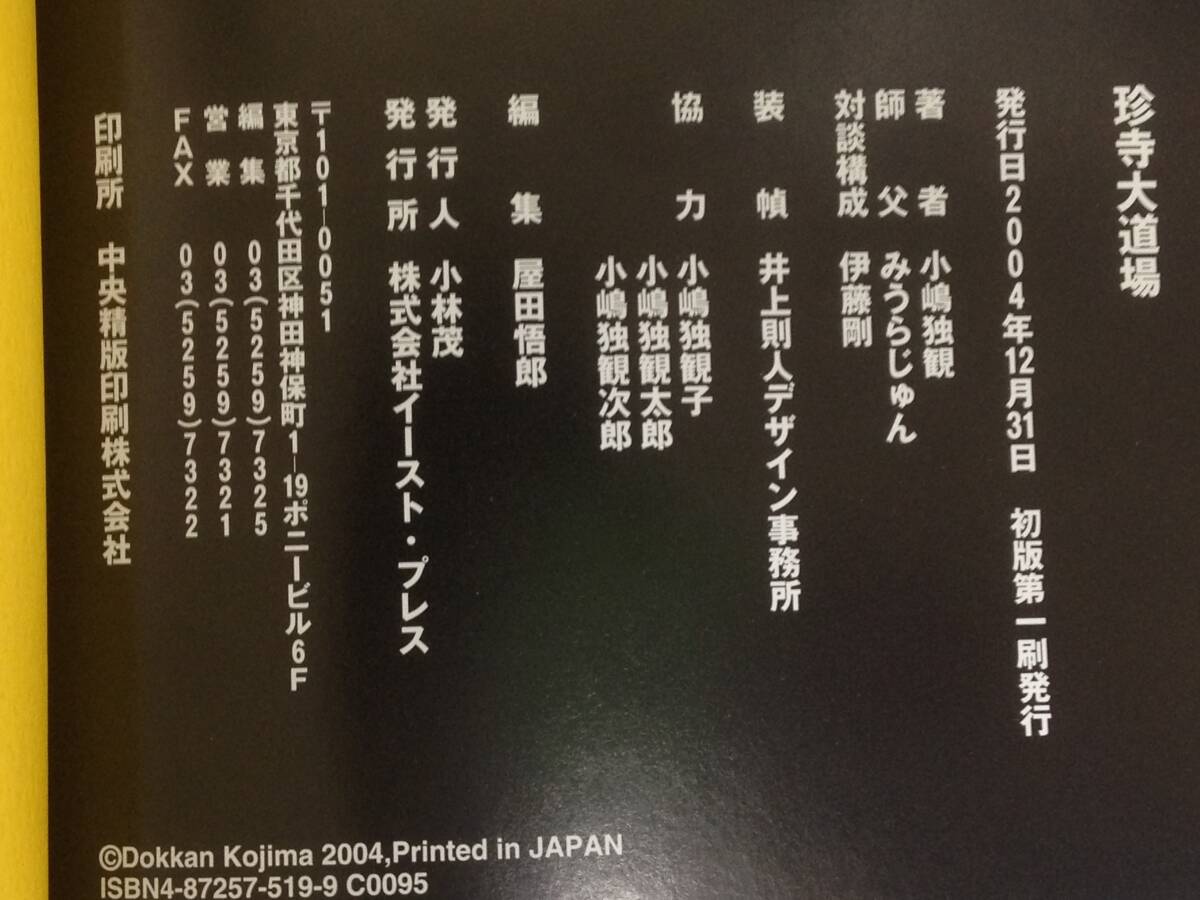 珍寺大道場
発行日2004年12月31日 初版第一刷発行
著者 小嶋独観
師父 みうらじゅん
対談構成 伊藤剛
装幀 井上則人デザイン事務所
協力 小嶋独観子
小嶋独観太郎
小嶋独観次郎
編集 屋田悟郎
発行人 小林茂
発行所 株式会社イースト・プレス
〒101-0051
東京都千代田区神田神保町1-19ポニービル6F
編集 03(5259)7325
営業 03(5259)7321
FAX 03(5259)7322
印刷所 中央精版印刷株式会社
©Dokkan Kojima 2004,Printed in JAPAN
ISBN4-87257-519-9 C0095